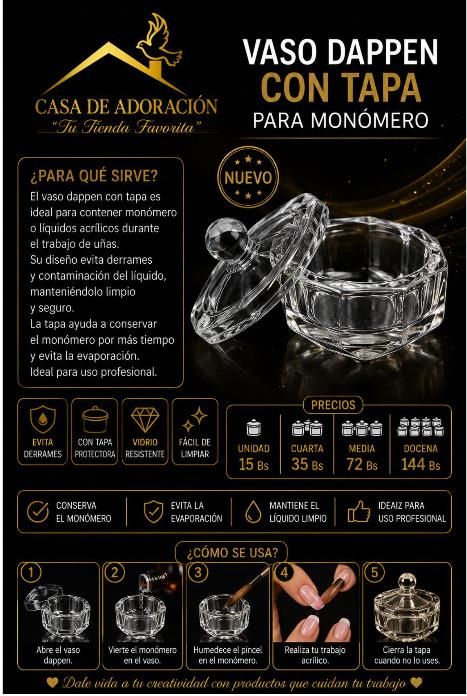 CASA DE ADORACIÓN
"Tu Tienda Favorita"
VASO DAPPEN
CON TAPA
PARA MONÓMERO
¿PARA QUÉ SIRVE?
El vaso dappen con tapa es
ideal para contener monómero
o líquidos acrílicos durante
el trabajo de uñas.
Su diseño evita derrames
y contaminación del líquido,
manteniéndolo limpio
y seguro.
La tapa ayuda a conservar
el monómero por más tiempo
y evita la evaporación.
Ideal para uso profesional.
NUEVO
EVITA
DERRAMES
CON TAPA
PROTECTORA
VIDRIO
RESISTENTE
FÁCIL DE
LIMPIAR
PRECIOS
UNIDAD
15 Bs
CUARTA
35 Bs
MEDIA
72 Bs
DOCENA
144 Bs
CONSERVA
EL MONÓMERO
EVITA LA
EVAPORACIÓN
MANTIENE EL
LÍQUIDO LIMPIO
IDEAIZ PARA
USO PROFESIONAL
¿CÓMO SE USA?
1
Abre el vaso
dappen.
2
Vierte el monómero
en el vaso.
3
Humedece el pincel
en el monómero.
4
Realiza tu trabajo
acrílico.
5
Cierra la tapa
cuando no lo uses.
Dale vida a tu creatividad con productos que cuidan tu trabajo